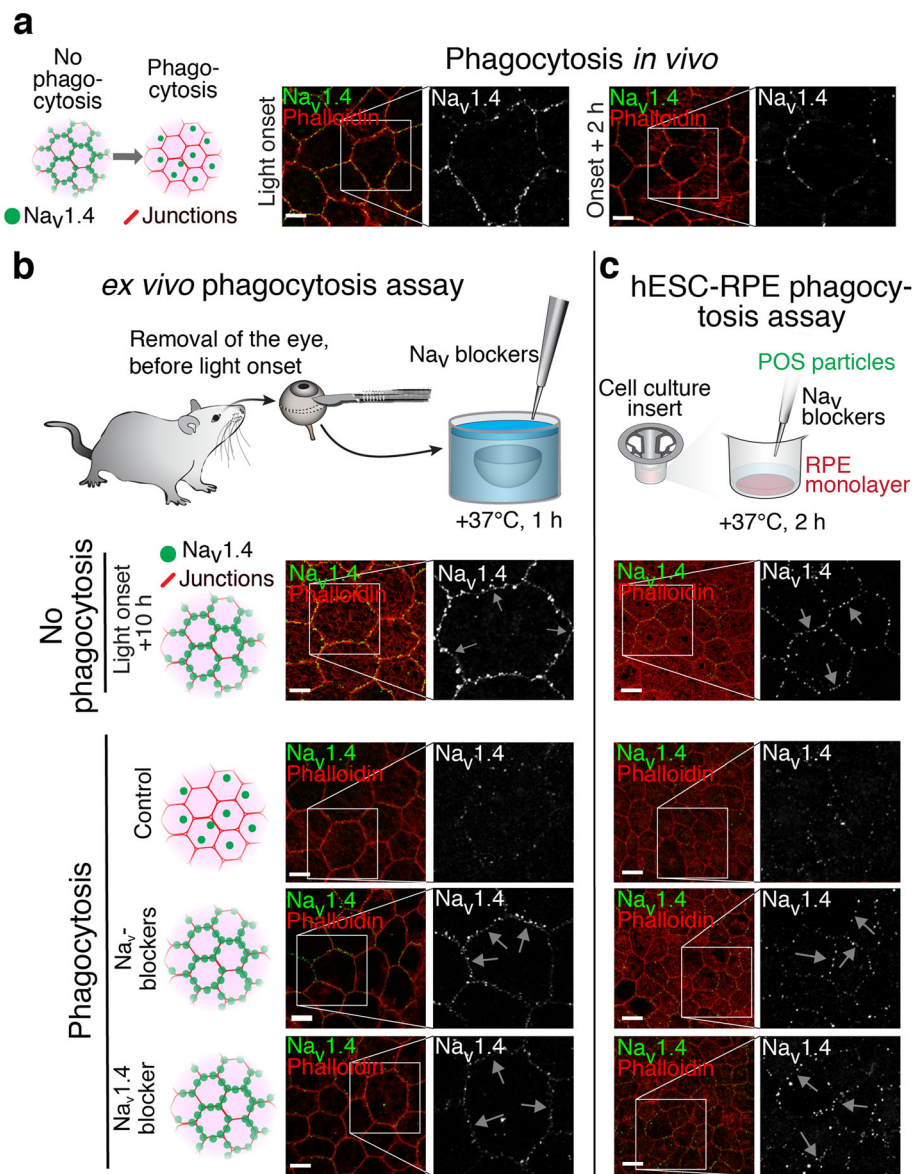 a
No
phago-
cytosis
Phago-
cytosis
Nav1.4
Junctions
Phagocytosis in vivo
Light onset
Nav1.4
Phalloidin
Nav1.4
Onset + 2 h
Nav1.4
Phalloidin
Nav1.4
b
ex vivo phagocytosis assay
Removal of the eye,
before light onset
Nav blockers
+37°C, 1 h
c
hESC-RPE phagocy-
tosis assay
POS particles
Cell culture
insert
Nav
blockers
RPE
monolayer
+37°C, 2 h
No
phagocytosis
Light onset
+10 h
Nav1.4
Junctions
Nav1.4
Phalloidin
Nav1.4
Nav1.4
Phalloidin
Nav1.4
Phagocytosis
Control
Nav1.4
Phalloidin
Nav1.4
Nav1.4
Phalloidin
Nav1.4
Nav-
blockers
Nav1.4
Phalloidin
Nav1.4
Nav1.4
Phalloidin
Nav1.4
Nav1.4
blocker
Nav1.4
Phalloidin
Nav1.4
Nav1.4
Phalloidin
Nav1.4